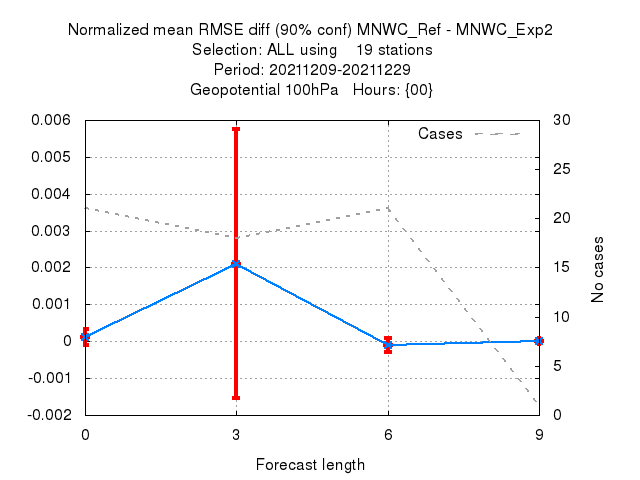 Normalized mean RMSE diff (90% conf) MNWC_Ref - MNWC_Exp2
Selection: ALL using    19 stations
Period: 20211209-20211229
Geopotential 100hPa   Hours: {00}
Cases
0.006
0.005
0.004
0.003
0.002
0.001
0
-0.001
-0.002
30
25
20
15
10
5
0
No cases
0
3
6
9
Forecast length